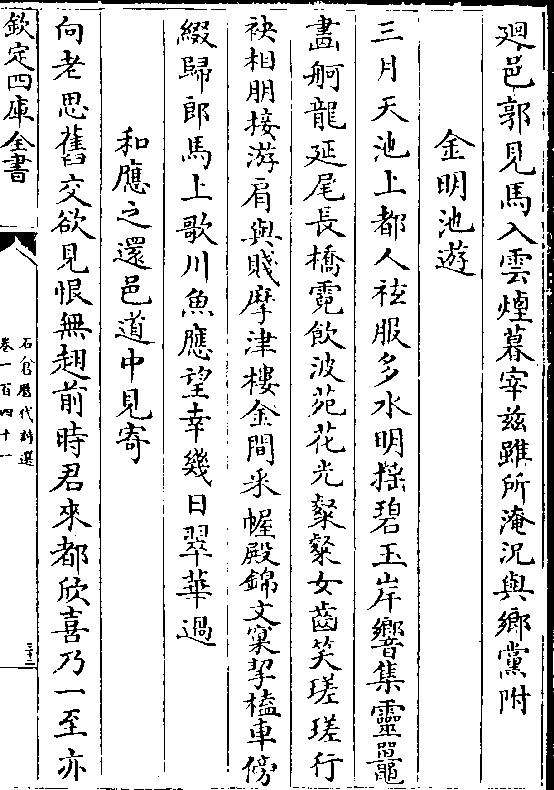 廻邑郭見馬入雲煙暮宰兹雖所淹況與鄉黨附
金明池遊
三月天池上都人袨服多水明揺碧玉岸響集靈鼉
畵舸龍延尾長橋霓飲波苑花光粲粲女齒笑瑳瑳行
袂相朋接游肩與賤摩津樓金間采幄殿錦文窠挈榼車傍
綴歸郎馬上歌川魚應望幸幾日翠華過
和應之還邑道中見寄
向老思舊交欲見恨無趐前時君來都欣喜乃一至亦
欽定四庫全書
石倉歴代詩選
卷一百四十一
三十二